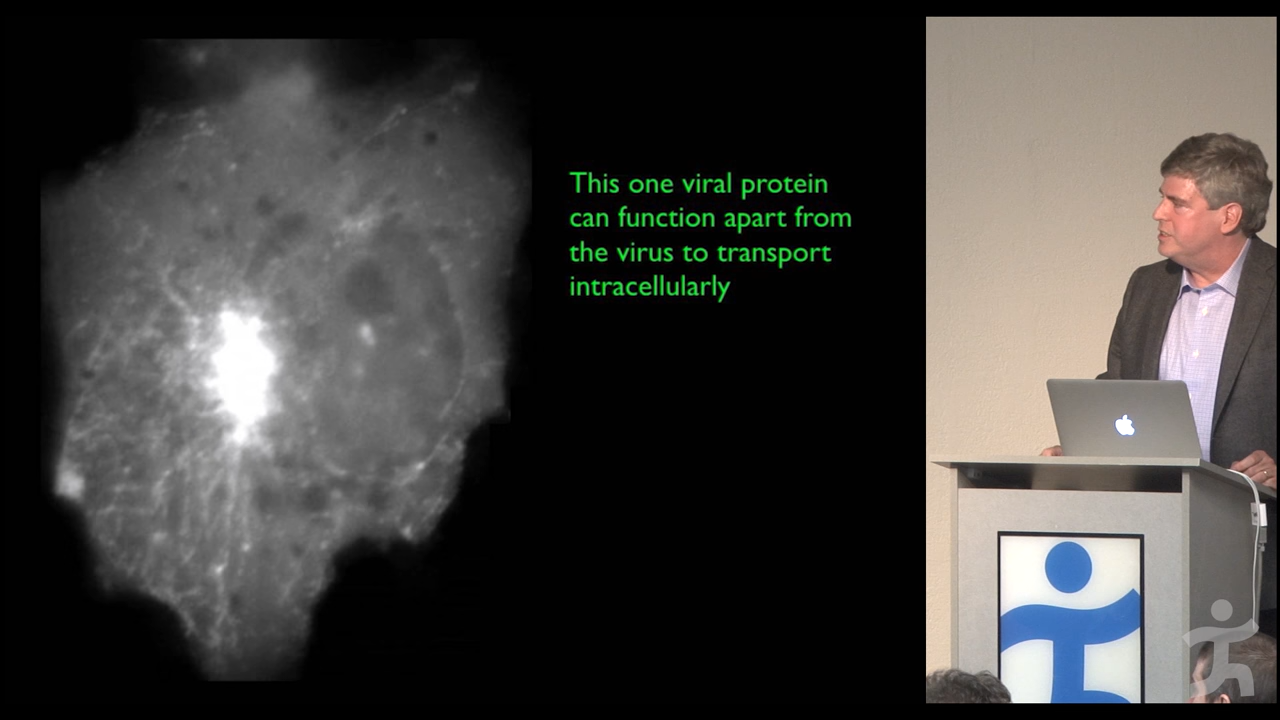 This one viral protein
can function apart from
the virus to transport
intracellularly